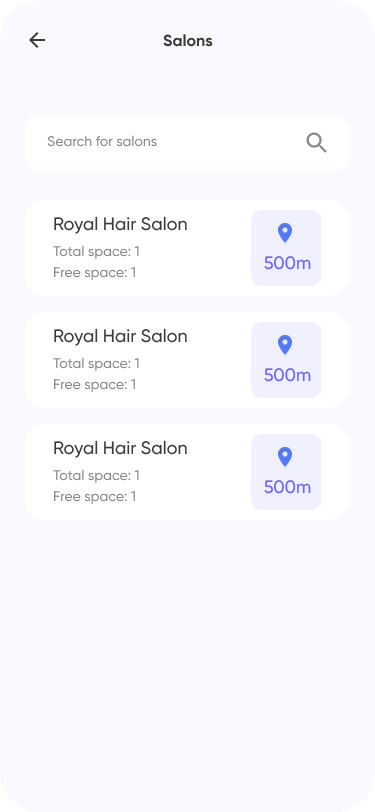 Salons
Search for salons
Royal Hair Salon
Total space: 1
Free space: 1
500m
Royal Hair Salon
Total space: 1
Free space: 1
500m
Royal Hair Salon
Total space: 1
Free space: 1
500m